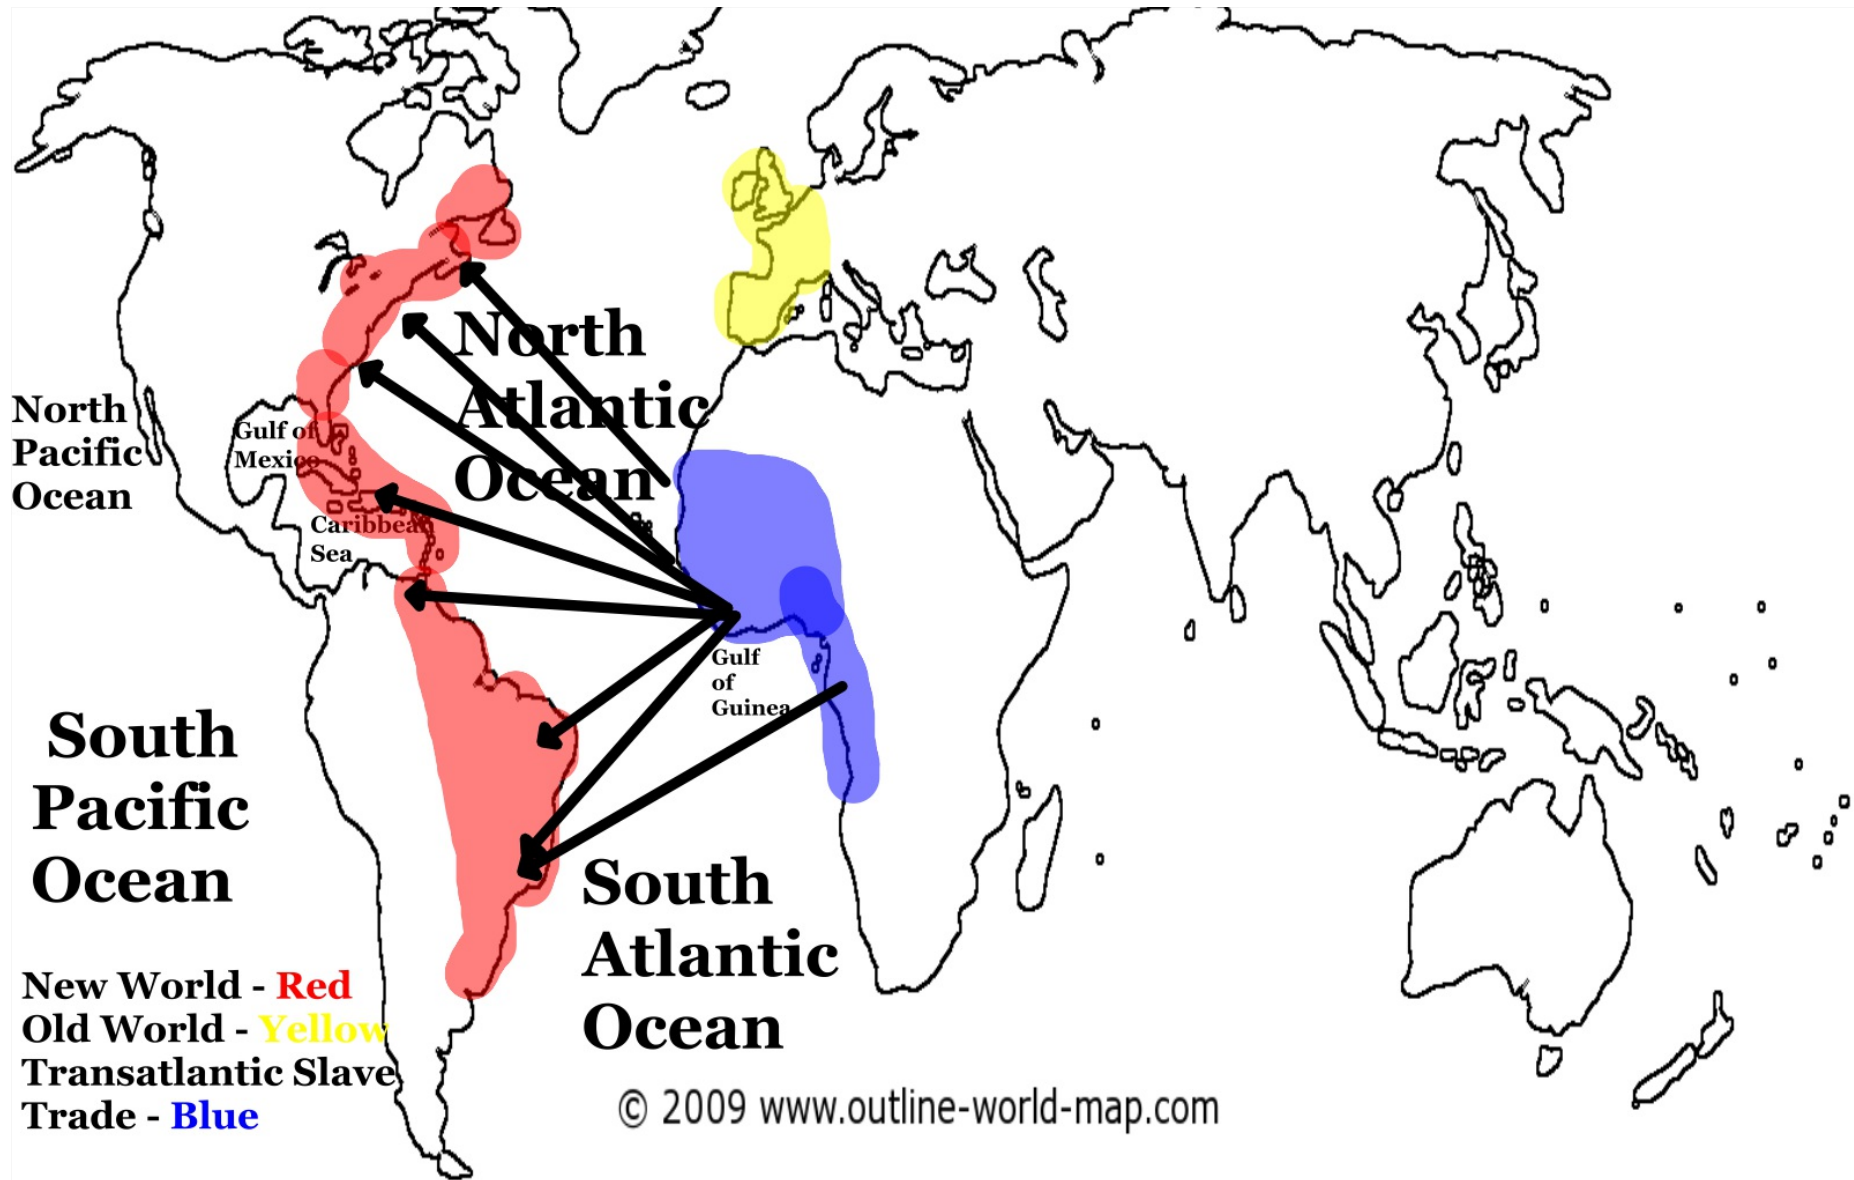 North
Atlantic
Ocean
North
Pacific
Ocean
Gulf of
Mexico
Caribbean
Sea
Gulf
of
Guinea
South
Pacific
Ocean
South
Atlantic
Ocean
New World - Red
Old World - Yellow
Transatlantic Slave
Trade - Blue
© 2009 www.outline-world-map.com